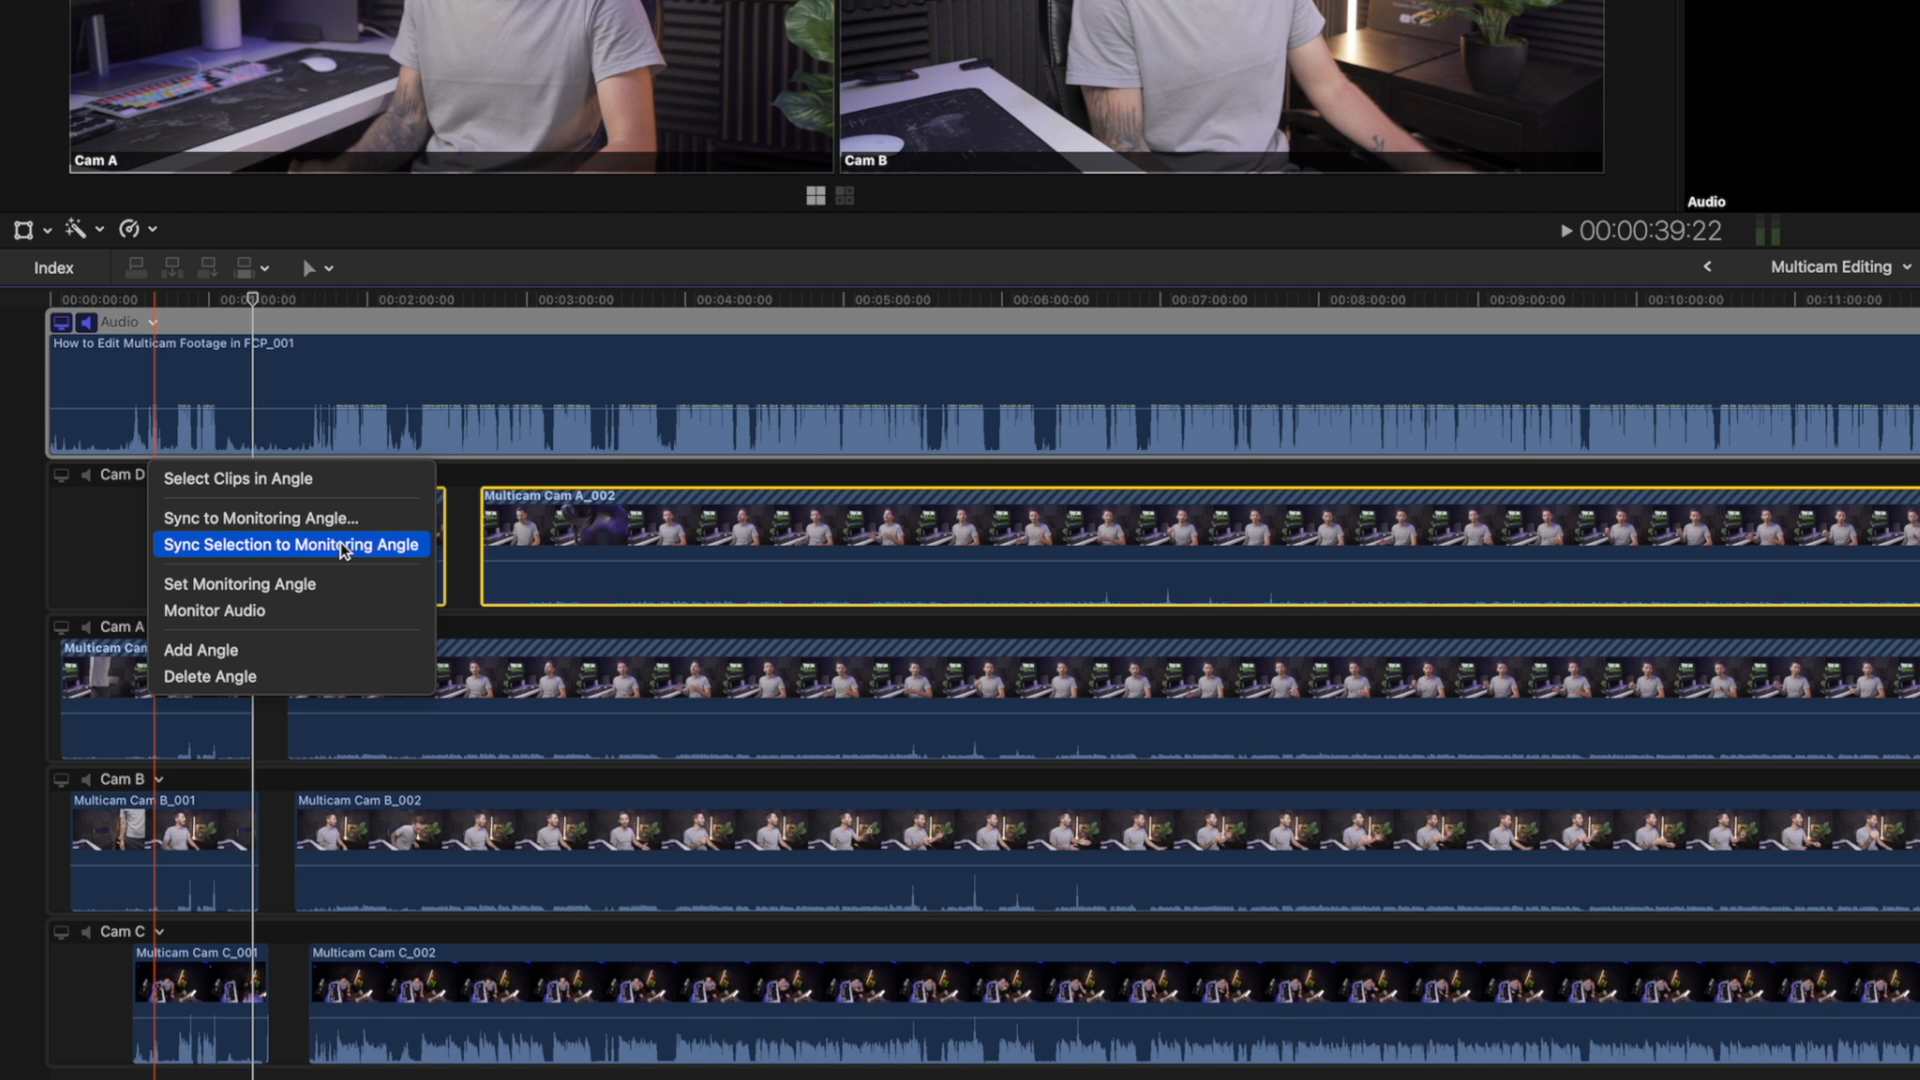 Cam A
Cam B
Audio
00:00:39:22
Index
Multicam Editing
00:00:00:00
00:02:00:00
00:03:00:00
00:04:00:00
00:05:00:00
00:06:00:00
00:07:00:00
00:08:00:00
00:09:00:00
00:10:00:00
00:11:00:00
Audio
How to Edit Multicam Footage in FCP_001
Cam D
Select Clips in Angle
Sync to Monitoring Angle...
Sync Selection to Monitoring Angle
Set Monitoring Angle
Monitor Audio
Add Angle
Delete Angle
Multicam Cam A_002
Cam A
Multicam Cam
Cam B
Multicam Cam B_001
Multicam Cam B_002
Cam C
Multicam Cam C_001
Multicam Cam C_002